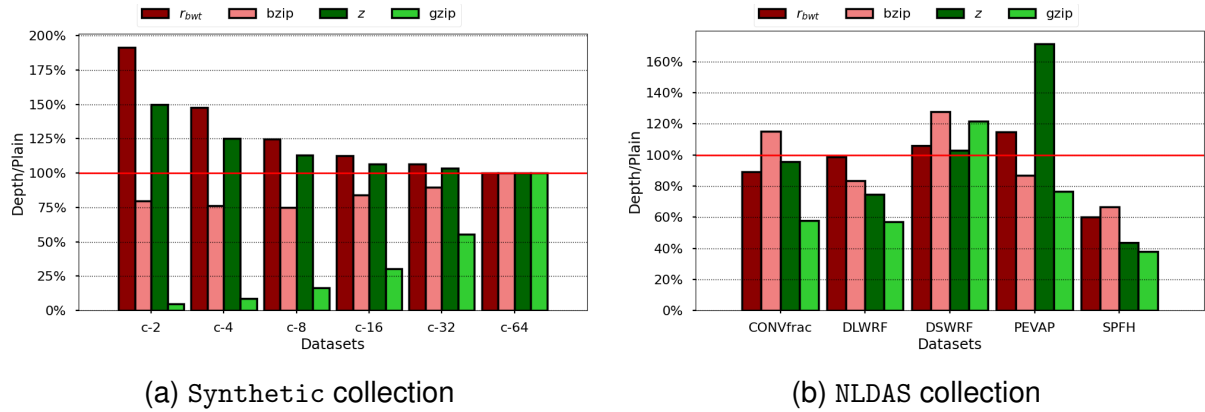 r_bwt bzip z gzip
200%
175%
150%
125%
100%
75%
50%
25%
0%
Depth/Plain
c-2 c-4 c-8 c-16 c-32 c-64
Datasets
(a) Synthetic collection
r_bwt bzip z gzip
160%
140%
120%
100%
80%
60%
40%
20%
0%
Depth/Plain
CONVfrac DLWRF DSWRF PEVAP SPFH
Datasets
(b) NLDAS collection